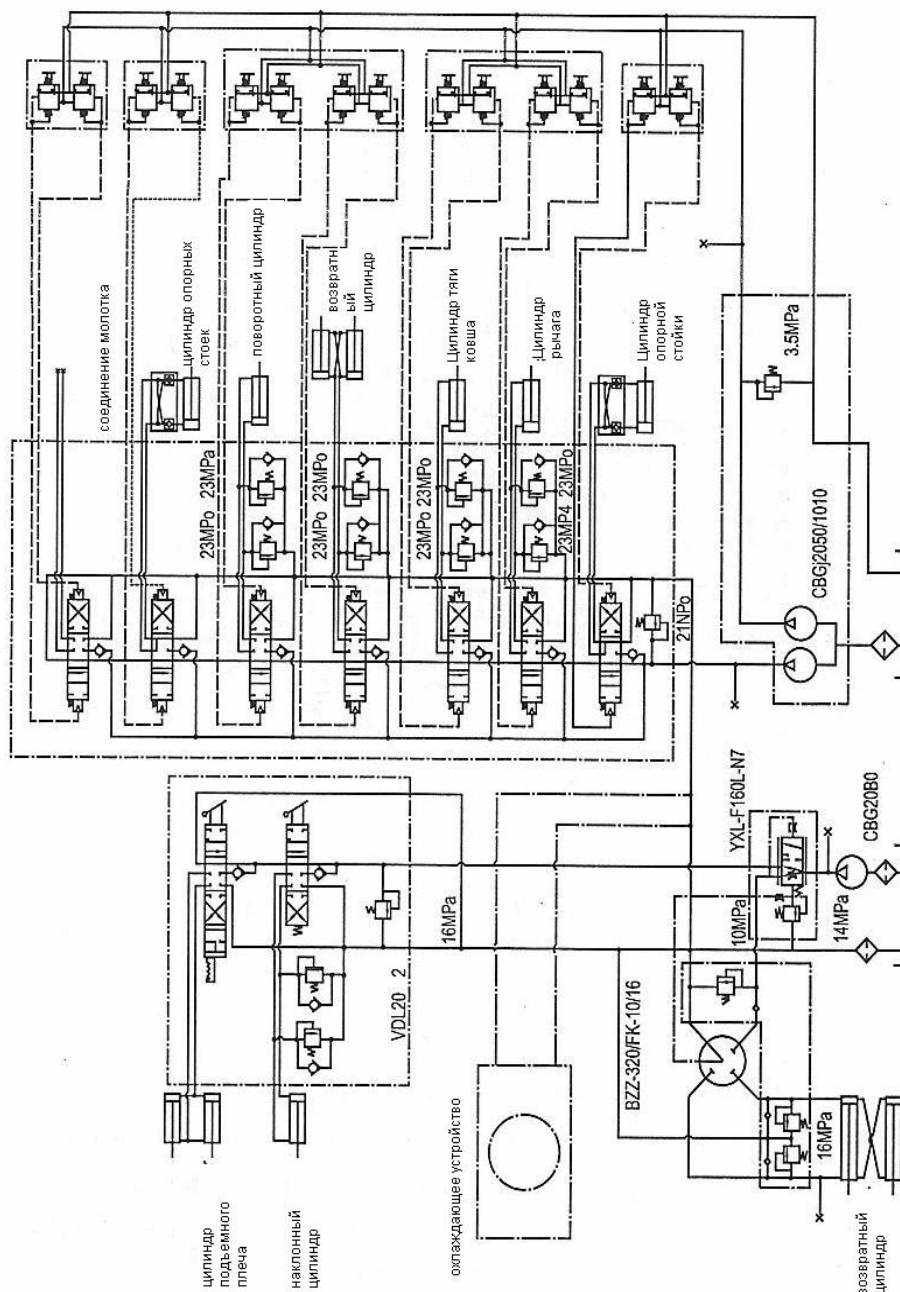 соединение молотка
цилиндр опорных
стоек
поворотный цилиндр
возвратн
ый
цилиндр
Цилиндр тяги
ковша
;Цилиндр
рычага
Цилиндр
опорной
стойки
3.5MPa
23MPo
23MPa
23MPo
23MPo
23MPo
23MPo
23MP4
23MPo
21NPo
CBGj2050/1010
YXL-F160L-N7
CBG20B0
10MPa
14MPa
16MPa
VDL20 2
BZZ-320/FK-10/16
16MPa
цилиндр
подъемного
плеча
наклонный
цилиндр
охлаждающее устройство
возвратный
цилиндр